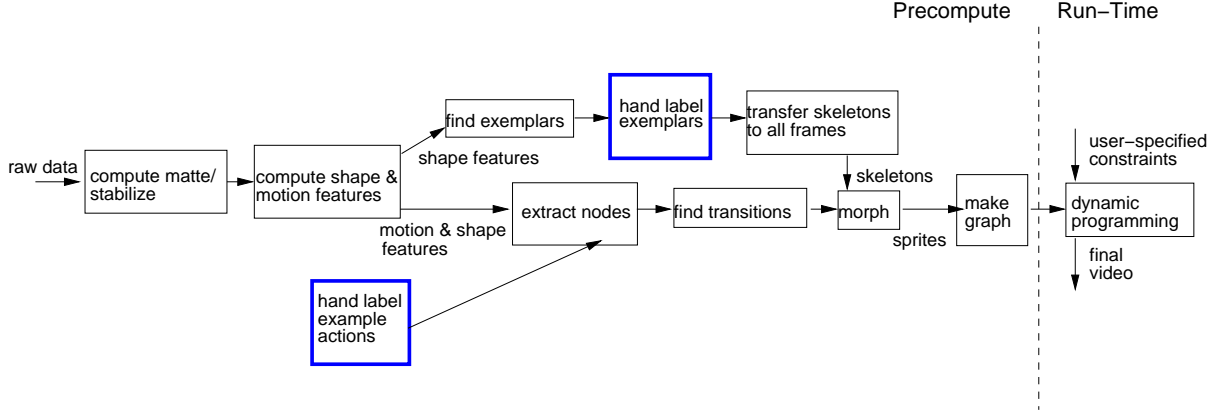 Precompute
Run−Time
hand label
exemplars
transfer skeletons
to all frames
find exemplars
shape features
user−specified
constraints
raw data
compute matte/
stabilize
compute shape &
motion features
skeletons
extract nodes
find transitions
morph
make
graph
dynamic
programming
motion & shape
features
sprites
final
video
hand label
example
actions